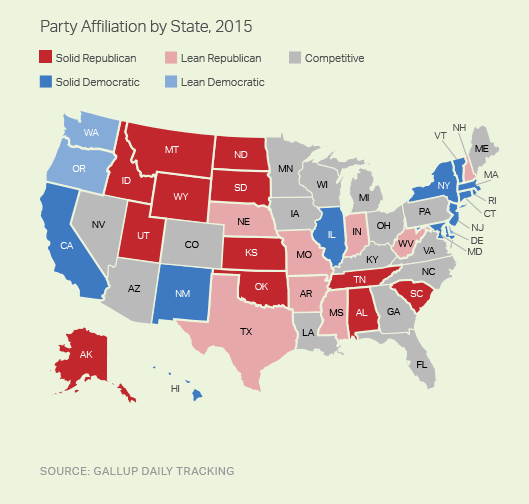 Party Affiliation by State, 2015
Solid Republican Lean Republican Competitive
Solid Democratic Lean Democratic
NH
VT
WA ME
MT ND MN MA
OR
ID WI NY
SD MI
WY RI
IA PA CT
NE
NV OH NJ
IL IN DE
UT CO WV MD
CA KS MO VA
KY
NC
TN
OK
AZ NM AR SC
MS AL GA
TX LA
AK FL
HI
SOURCE: GALLUP DAILY TRACKING